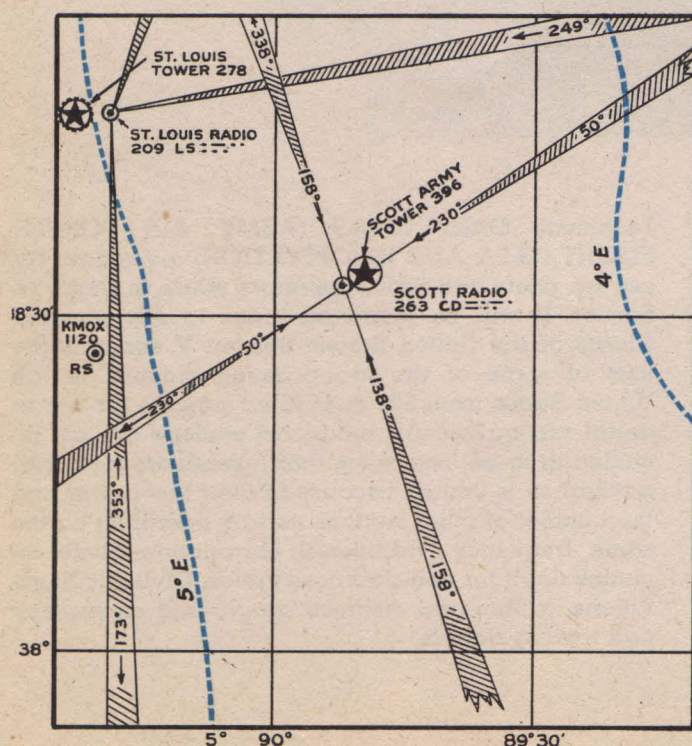 249°
338°
ST. LOUIS
TOWER 278
ST. LOUIS RADIO
209 LS
50°
158°
SCOTT ARMY
TOWER 396
230°
4°E
SCOTT RADIO
263 CD
38°30'
KMOX
1120
RS
50°
138°
230°
353°
5°E
158°
173°
38°
5°
90°
89°30'